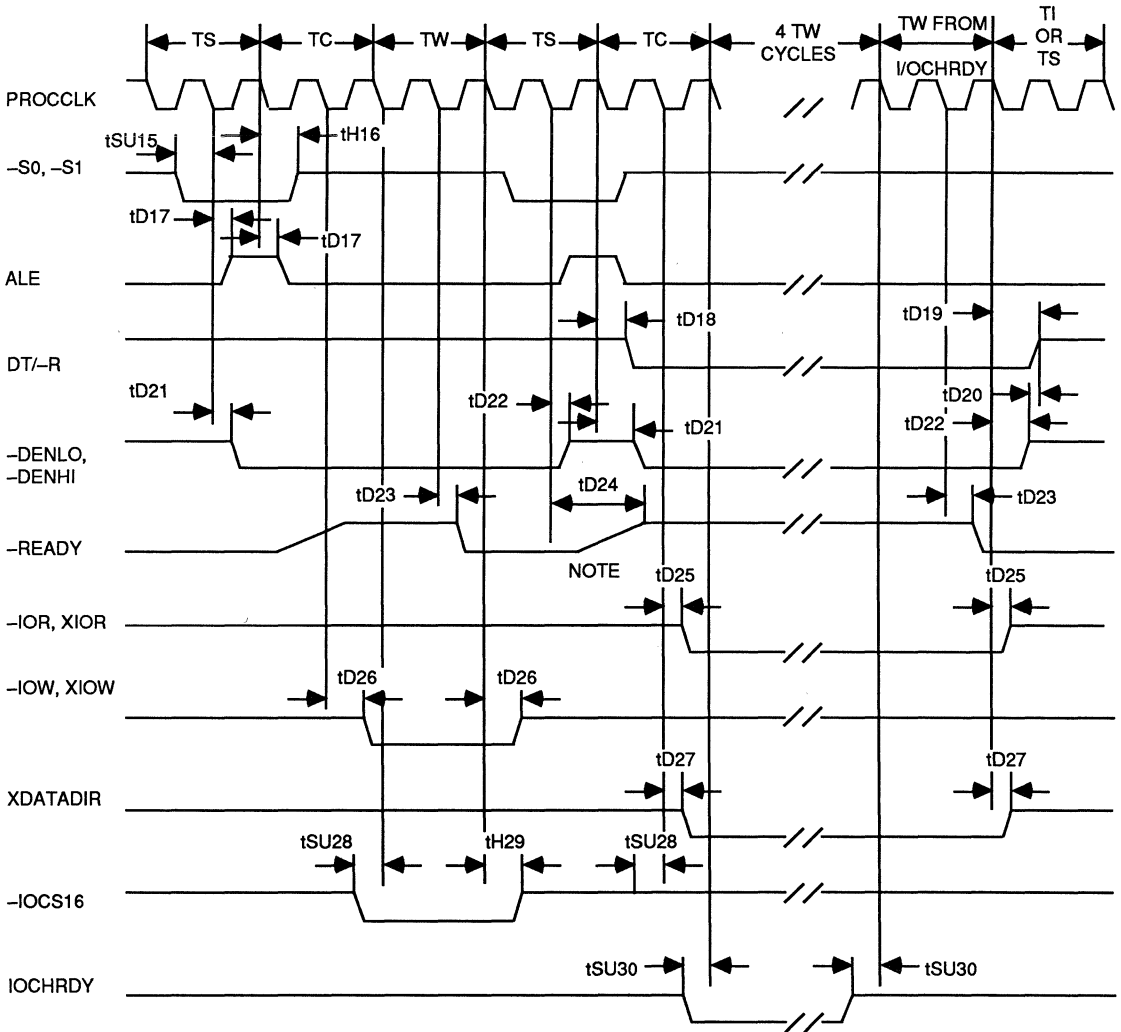 TS TC TW TS TC 4 TW CYCLES TW FROM I/OCHRDY TI OR TS
PROCCLK
tSU15 tH16
–S0, –S1
tD17 tD17
ALE
tD18 tD19
DT/–R
tD21 tD22 tD21 tD20 tD22
–DENLO,
–DENHI
tD23 tD24 tD23
–READY
NOTE
tD25 tD25
–IOR, XIOR
tD26 tD26
–IOW, XIOW
tD27 tD27
XDATADIR
tSU28 tH29 tSU28
–IOCS16
tSU30 tSU30
IOCHRDY